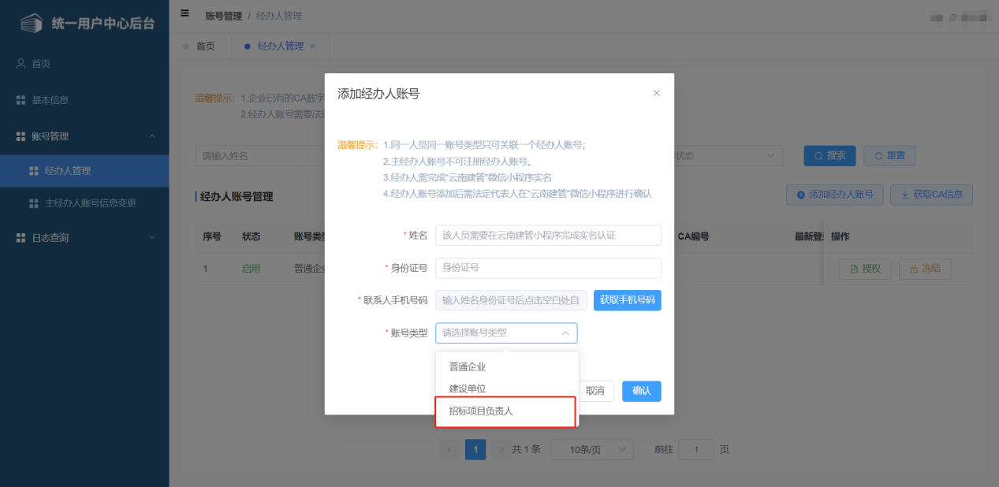 统一用户中心后台
账号管理 / 经办人管理
首页
经办人管理 ×
首页
基本信息
账号管理
经办人管理
主经办人账号信息变更
日志查询
温馨提示: 1.企业已有的CA数字
2.经办人账号需要法
请输入姓名
状态
搜索
重置
经办人账号管理
添加经办人账号
获取CA信息
序号 状态 账号类型 CA编号 最新登 操作
1 启用 普通企 授权 冻结
添加经办人账号 ×
温馨提示: 1.同一人员同一账号类型只可关联一个经办人账号;
2.主经办人账号不可注册经办人账号。
3.经办人需完成“云南建管”微信小程序实名
4.经办人账号添加后需法定代表人在“云南建管”微信小程序进行确认
* 姓名 该人员需要在云南建管小程序完成实名认证
* 身份证号 身份证号
* 联系人手机号码 输入姓名身份证号后点击空白处自 获取手机号码
* 账号类型 请选择账号类型
普通企业
建设单位
招标项目负责人
取消 确认
< 1 > 共 1 条 10条/页 前往 1 页